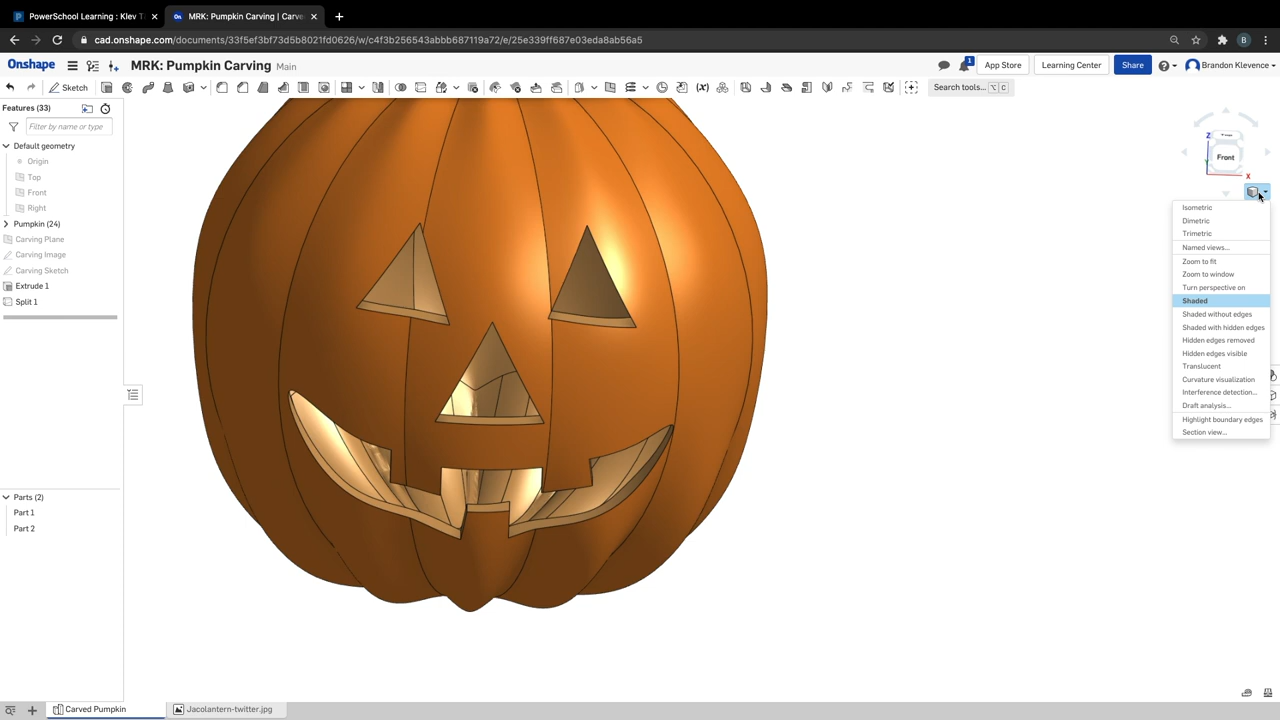 PowerSchool Learning : Klev T
MRK: Pumpkin Carving | Carve
cad.onshape.com/documents/33f5ef3bf73d5b8021fd0626/w/c4f3b256543abbb687119a72/e/25e339ff687e03eda8ab56a5
B
Onshape MRK: Pumpkin Carving Main
1 App Store Learning Center Share Brandon Klevence
Sketch
Search tools... ⌥ C
Features (33)
Filter by name or type
Default geometry
Origin
Top
Front
Right
Pumpkin (24)
Carving Plane
Carving Image
Carving Sketch
Extrude 1
Split 1
Parts (2)
Part 1
Part 2
Z
Front
X
Isometric
Dimetric
Trimetric
Named views...
Zoom to fit
Zoom to window
Turn perspective on
Shaded
Shaded without edges
Shaded with hidden edges
Hidden edges removed
Hidden edges visible
Translucent
Curvature visualization
Interference detection...
Draft analysis...
Highlight boundary edges
Section view...
Carved Pumpkin
Jacolantern-twitter.jpg